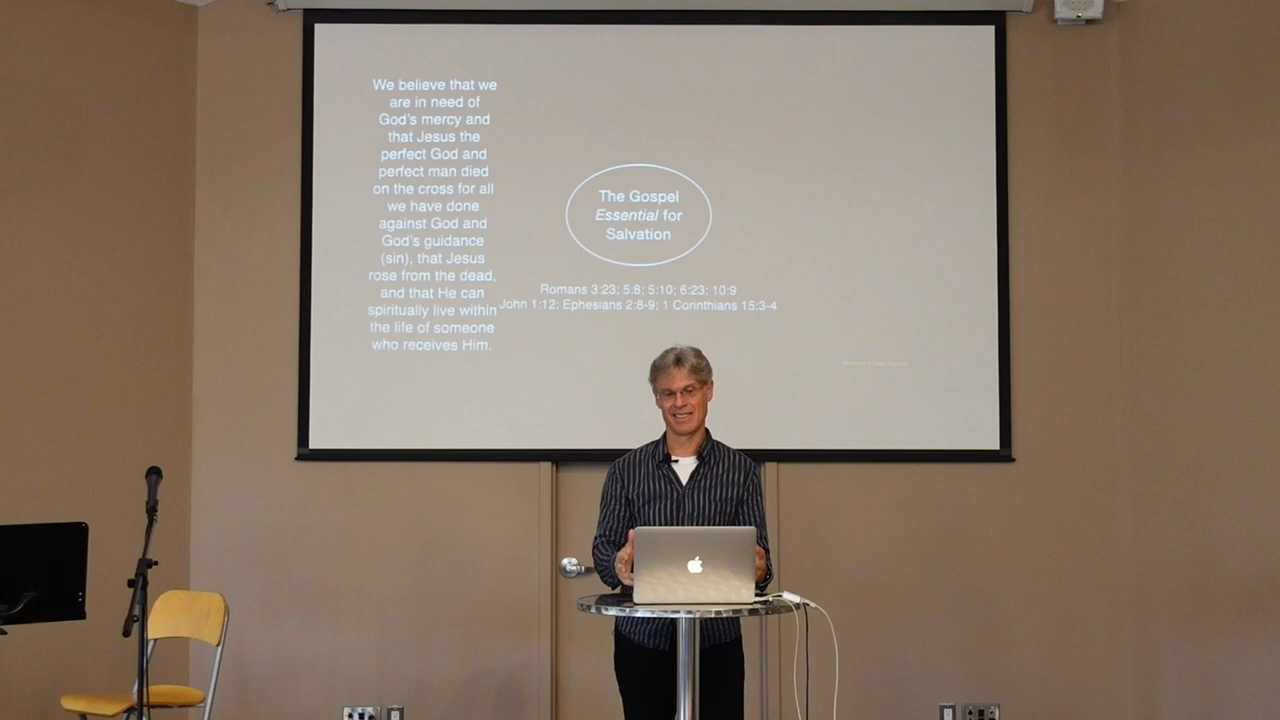 We believe that we
are in need of
God's mercy and
that Jesus the
perfect God and
perfect man died
on the cross for all
we have done
against God and
God's guidance
(sin), that Jesus
rose from the dead,
and that He can
spiritually live within
the life of someone
who receives Him.
The Gospel
Essential for
Salvation
Romans 3:23; 5:8; 5:10; 6:23; 10:9
John 1:12; Ephesians 2:8-9; 1 Corinthians 15:3-4